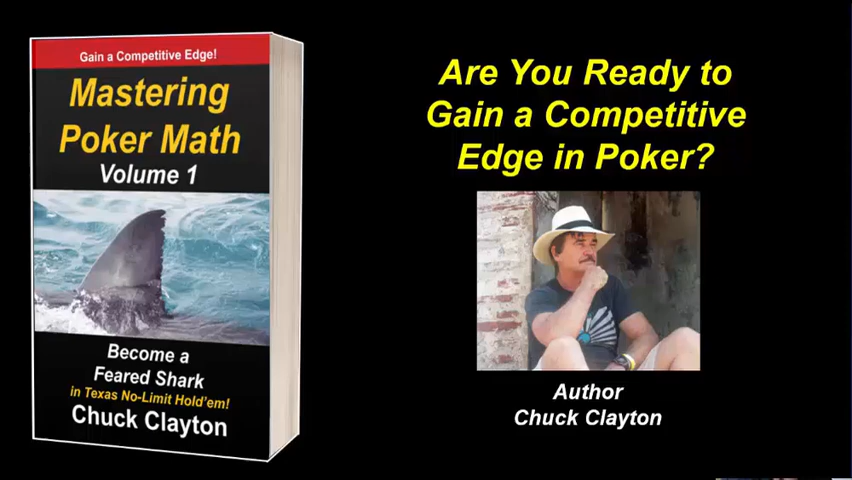 Gain a Competitive Edge!
Mastering
Poker Math
Volume 1
Become a
Feared Shark
in Texas No-Limit Hold'em!
Chuck Clayton
Are You Ready to
Gain a Competitive
Edge in Poker?
Author
Chuck Clayton